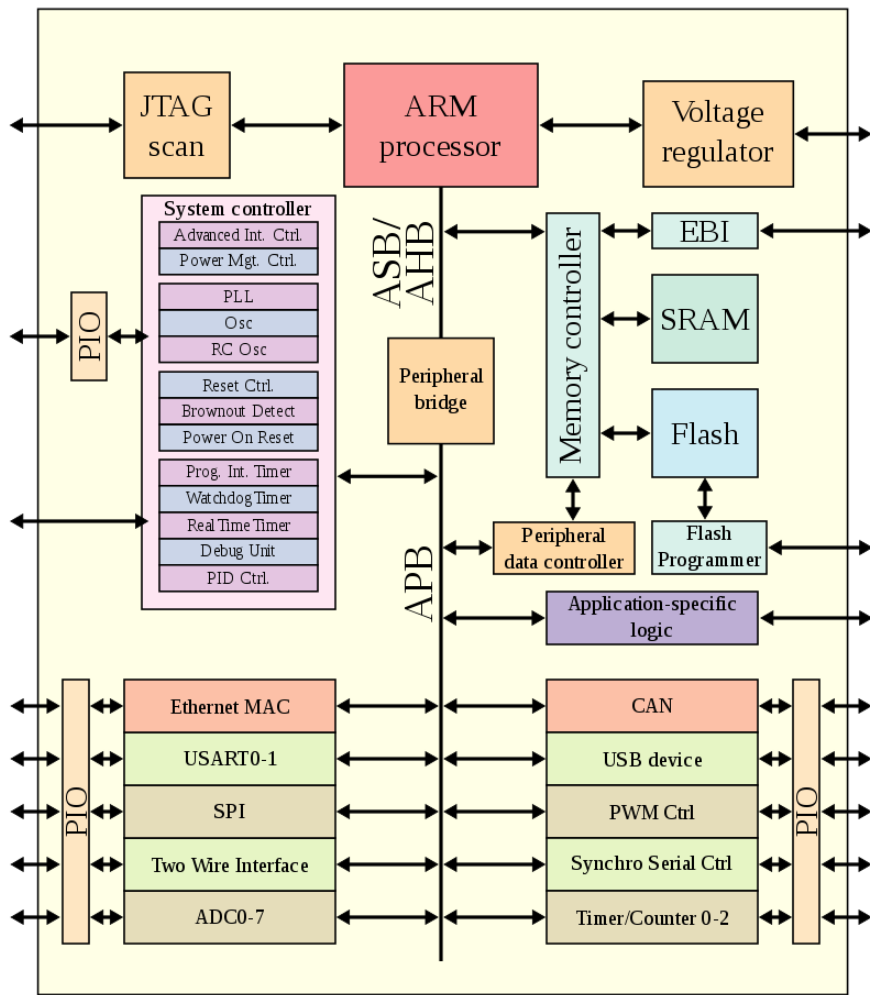 JTAG
scan
ARM
processor
Voltage
regulator
System controller
Advanced Int. Ctrl.
Power Mgt. Ctrl.
PLL
Osc
RC Osc
Reset Ctrl.
Brownout Detect
Power On Reset
Prog. Int. Timer
Watchdog Timer
Real Time Timer
Debug Unit
PID Ctrl.
PIO
ASB/
AHB
Peripheral
bridge
APB
Memory controller
EBI
SRAM
Flash
Peripheral
data controller
Flash
Programmer
Application-specific
logic
PIO
Ethernet MAC
USART0-1
SPI
Two Wire Interface
ADC0-7
CAN
USB device
PWM Ctrl
Synchro Serial Ctrl
Timer/Counter 0-2
PIO